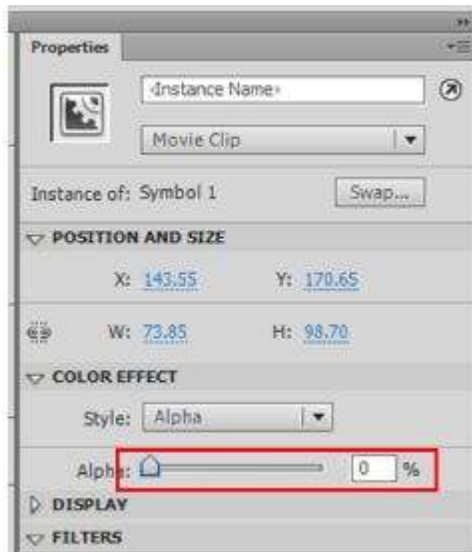 Properties
<Instance Name>
Movie Clip
Instance of: Symbol 1 Swap...
POSITION AND SIZE
X: 143.55 Y: 170.65
W: 73.85 H: 98.70
COLOR EFFECT
Style: Alpha
Alpha: 0 %
DISPLAY
FILTERS